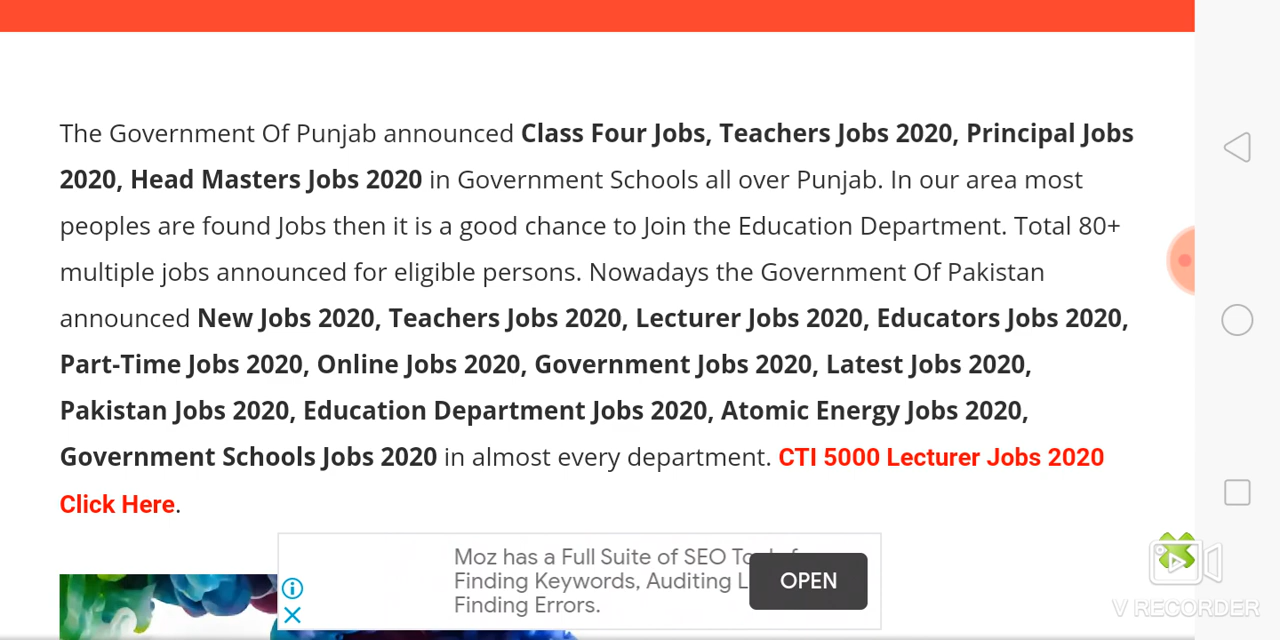 The Government Of Punjab announced Class Four Jobs, Teachers Jobs 2020, Principal Jobs
2020, Head Masters Jobs 2020 in Government Schools all over Punjab. In our area most
peoples are found Jobs then it is a good chance to Join the Education Department. Total 80+
multiple jobs announced for eligible persons. Nowadays the Government Of Pakistan
announced New Jobs 2020, Teachers Jobs 2020, Lecturer Jobs 2020, Educators Jobs 2020,
Part-Time Jobs 2020, Online Jobs 2020, Government Jobs 2020, Latest Jobs 2020,
Pakistan Jobs 2020, Education Department Jobs 2020, Atomic Energy Jobs 2020,
Government Schools Jobs 2020 in almost every department. CTI 5000 Lecturer Jobs 2020
Click Here.
Moz has a Full Suite of SEO
Finding Keywords, Auditing
Finding Errors.
OPEN
V RECORDER